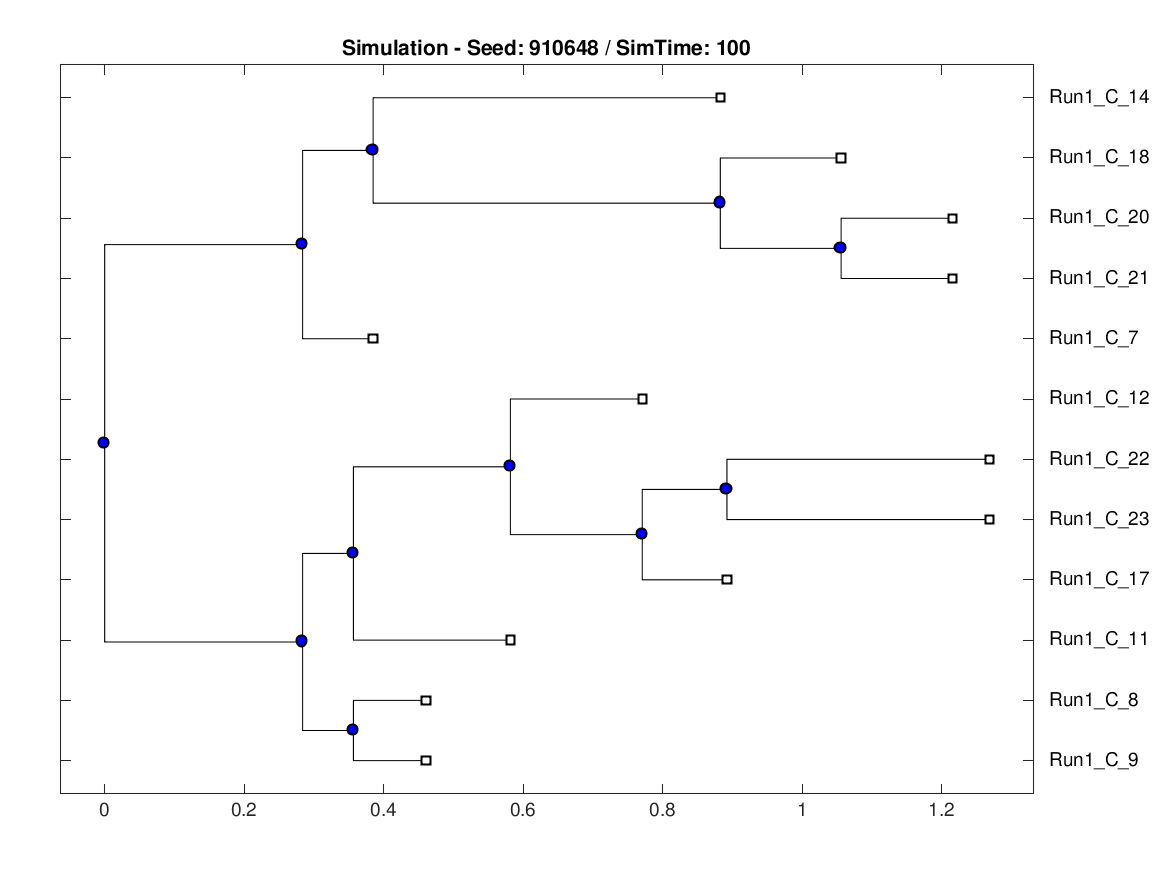 Simulation - Seed: 910648 / SimTime: 100
Run1_C_14
Run1_C_18
Run1_C_20
Run1_C_21
Run1_C_7
Run1_C_12
Run1_C_22
Run1_C_23
Run1_C_17
Run1_C_11
Run1_C_8
Run1_C_9
0 0.2 0.4 0.6 0.8 1 1.2